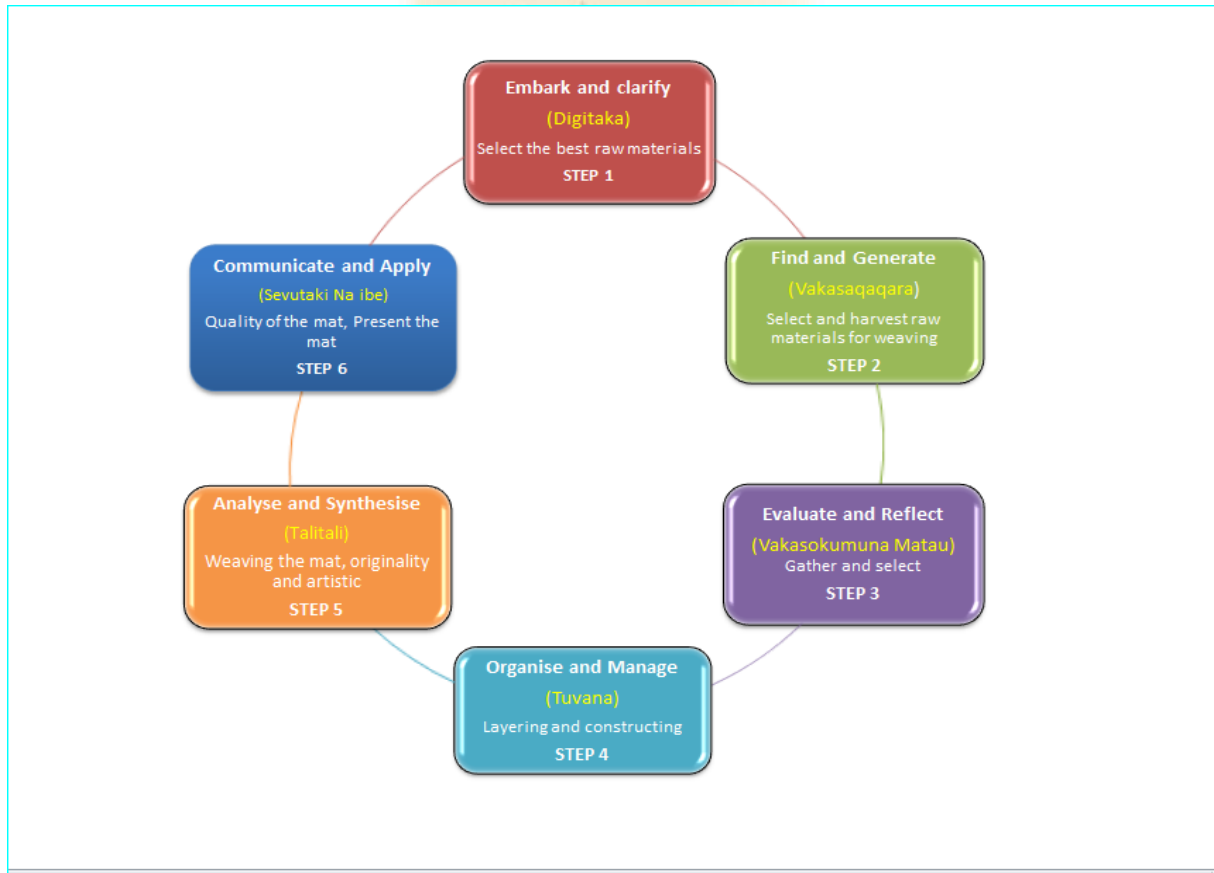 Embark and clarify
(Digitaka)
Select the best raw materials
STEP 1
Find and Generate
(Vakasaqaqara)
Select and harvest raw
materials for weaving
STEP 2
Evaluate and Reflect
(Vakasokumuna Matau)
Gather and select
STEP 3
Organise and Manage
(Tuvana)
Layering and constructing
STEP 4
Analyse and Synthesise
(Talitali)
Weaving the mat, originality
and artistic
STEP 5
Communicate and Apply
(Sevutaki Na ibe)
Quality of the mat, Present the
mat
STEP 6